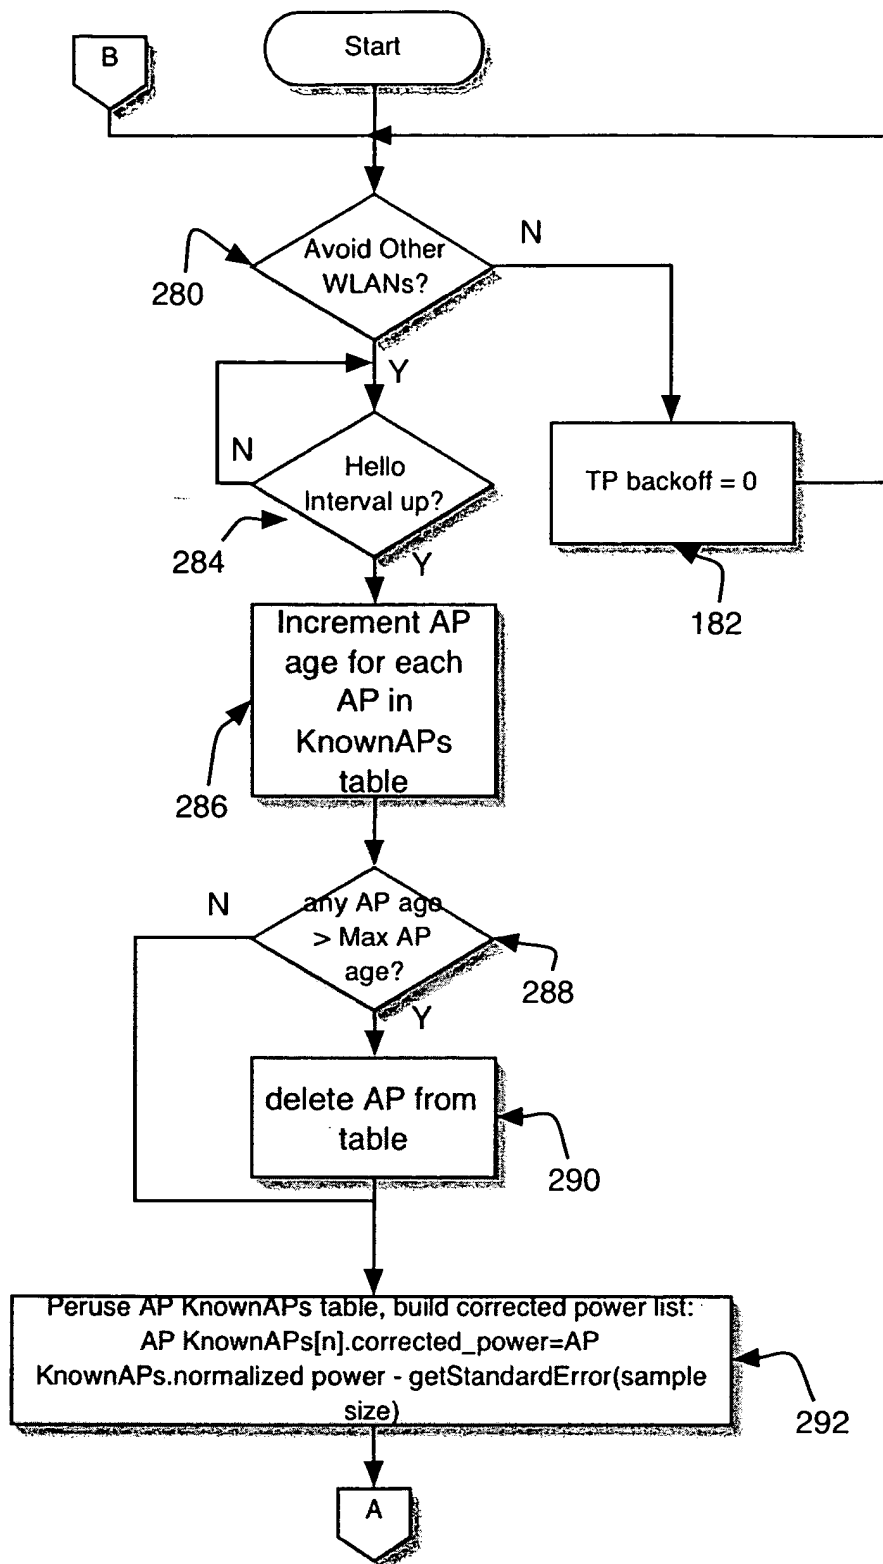 B
Start
Avoid Other
WLANs?
N
280
Y
N
Hello
Interval up?
284
Y
TP backoff = 0
182
Increment AP
age for each
AP in
KnownAPs
table
286
N
any AP age
> Max AP
age?
288
Y
delete AP from
table
290
Peruse AP KnownAPs table, build corrected power list:
AP KnownAPs[n].corrected_power=AP
KnownAPs.normalized power - getStandardError(sample
size)
292
A